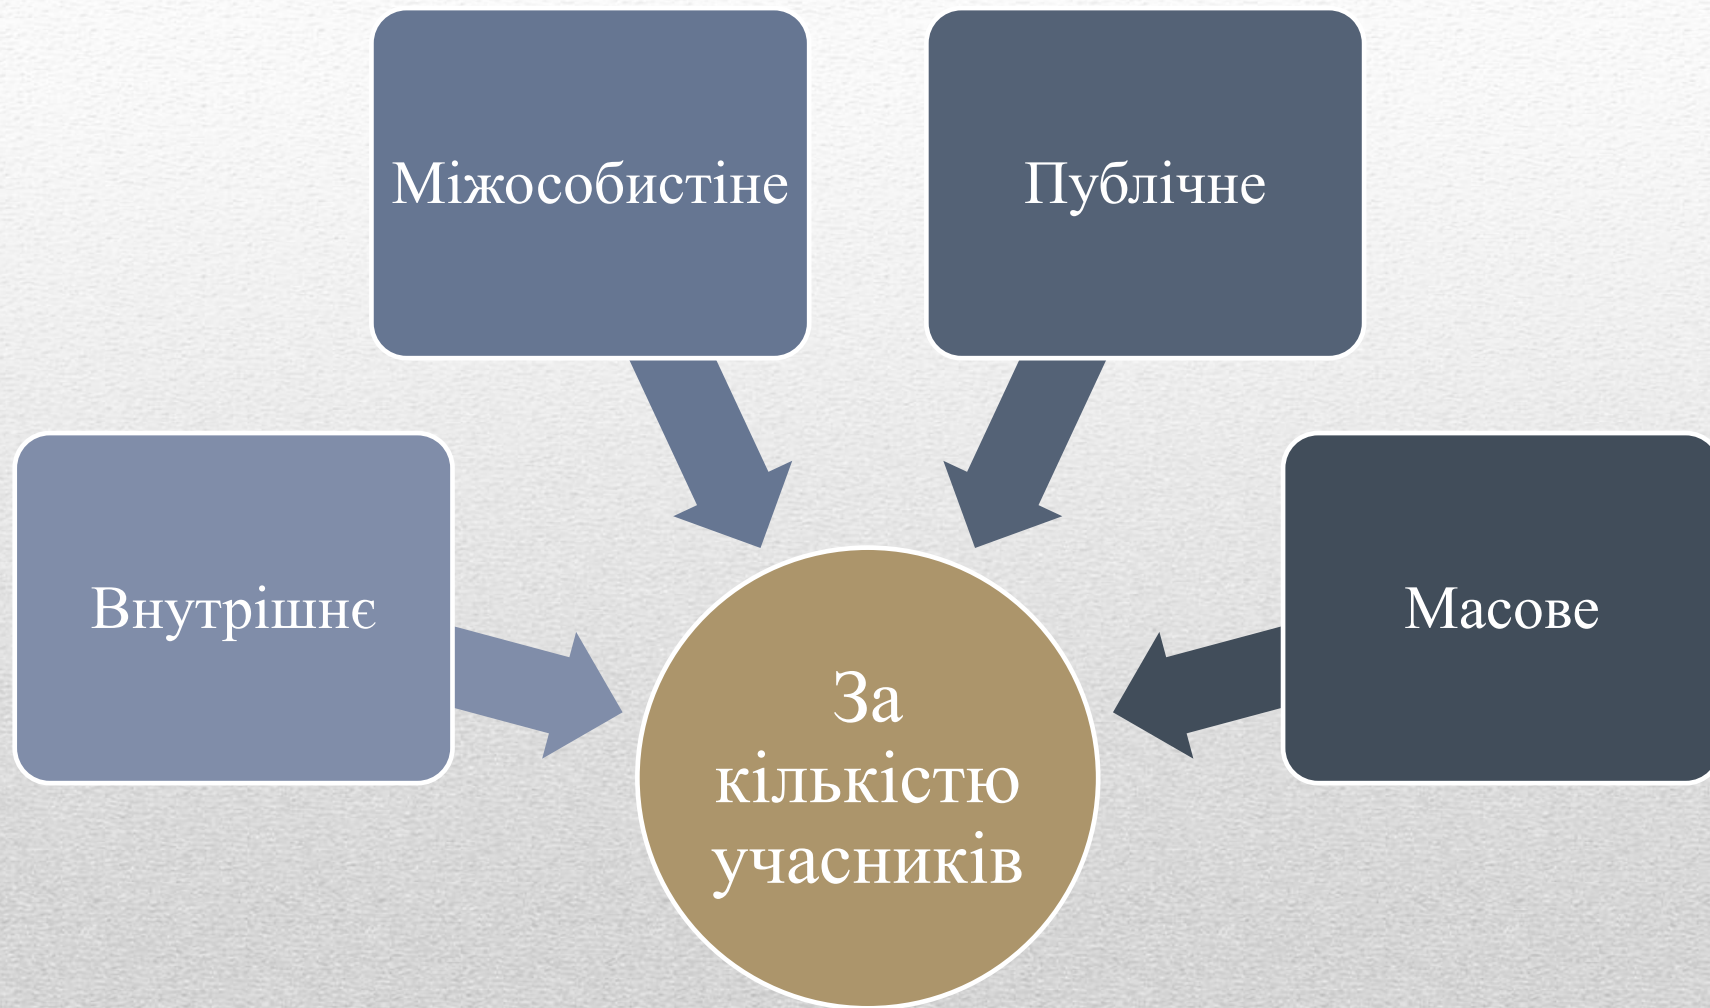 Міжособистіне
Публічне
Внутрішнє
Масове
За
кількістю
учасників